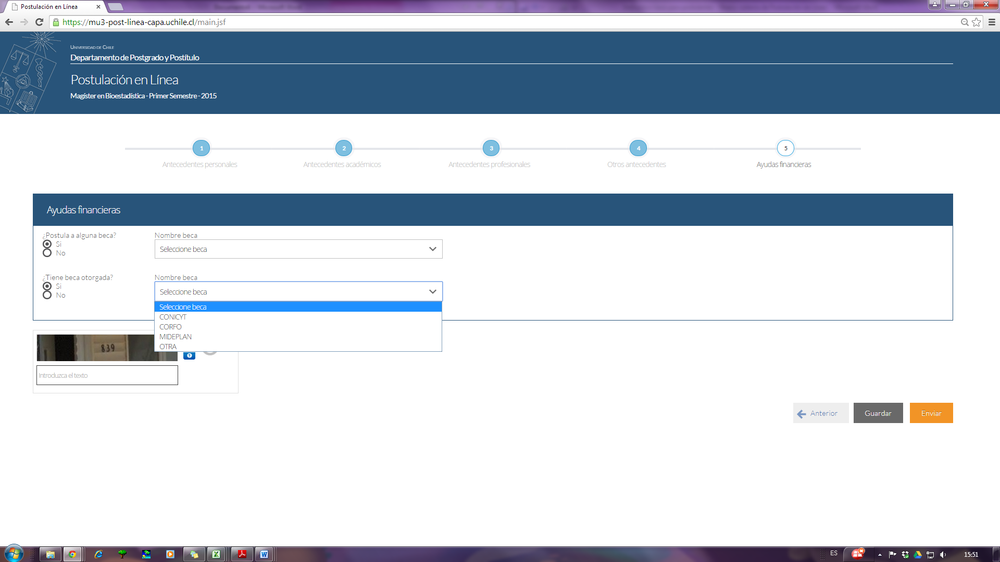 Postulación en Línea
https://mu3-post-linea-capa.uchile.cl/main.jsf
UNIVERSIDAD DE CHILE
Departamento de Postgrado y Postítulo
Postulación en Línea
Magíster en Bioestadística - Primer Semestre - 2015
1
2
3
4
5
Antecedentes personales
Antecedentes académicos
Antecedentes profesionales
Otros antecedentes
Ayudas financieras
Ayudas financieras
¿Postula a alguna beca?
Nombre beca
Si
No
Seleccione beca
¿Tiene beca otorgada?
Nombre beca
Si
No
Seleccione beca
Seleccione beca
CONICYT
CORFO
MIDEPLAN
OTRA
839
Introduzca el texto
Anterior
Guardar
Enviar
ES
15:51